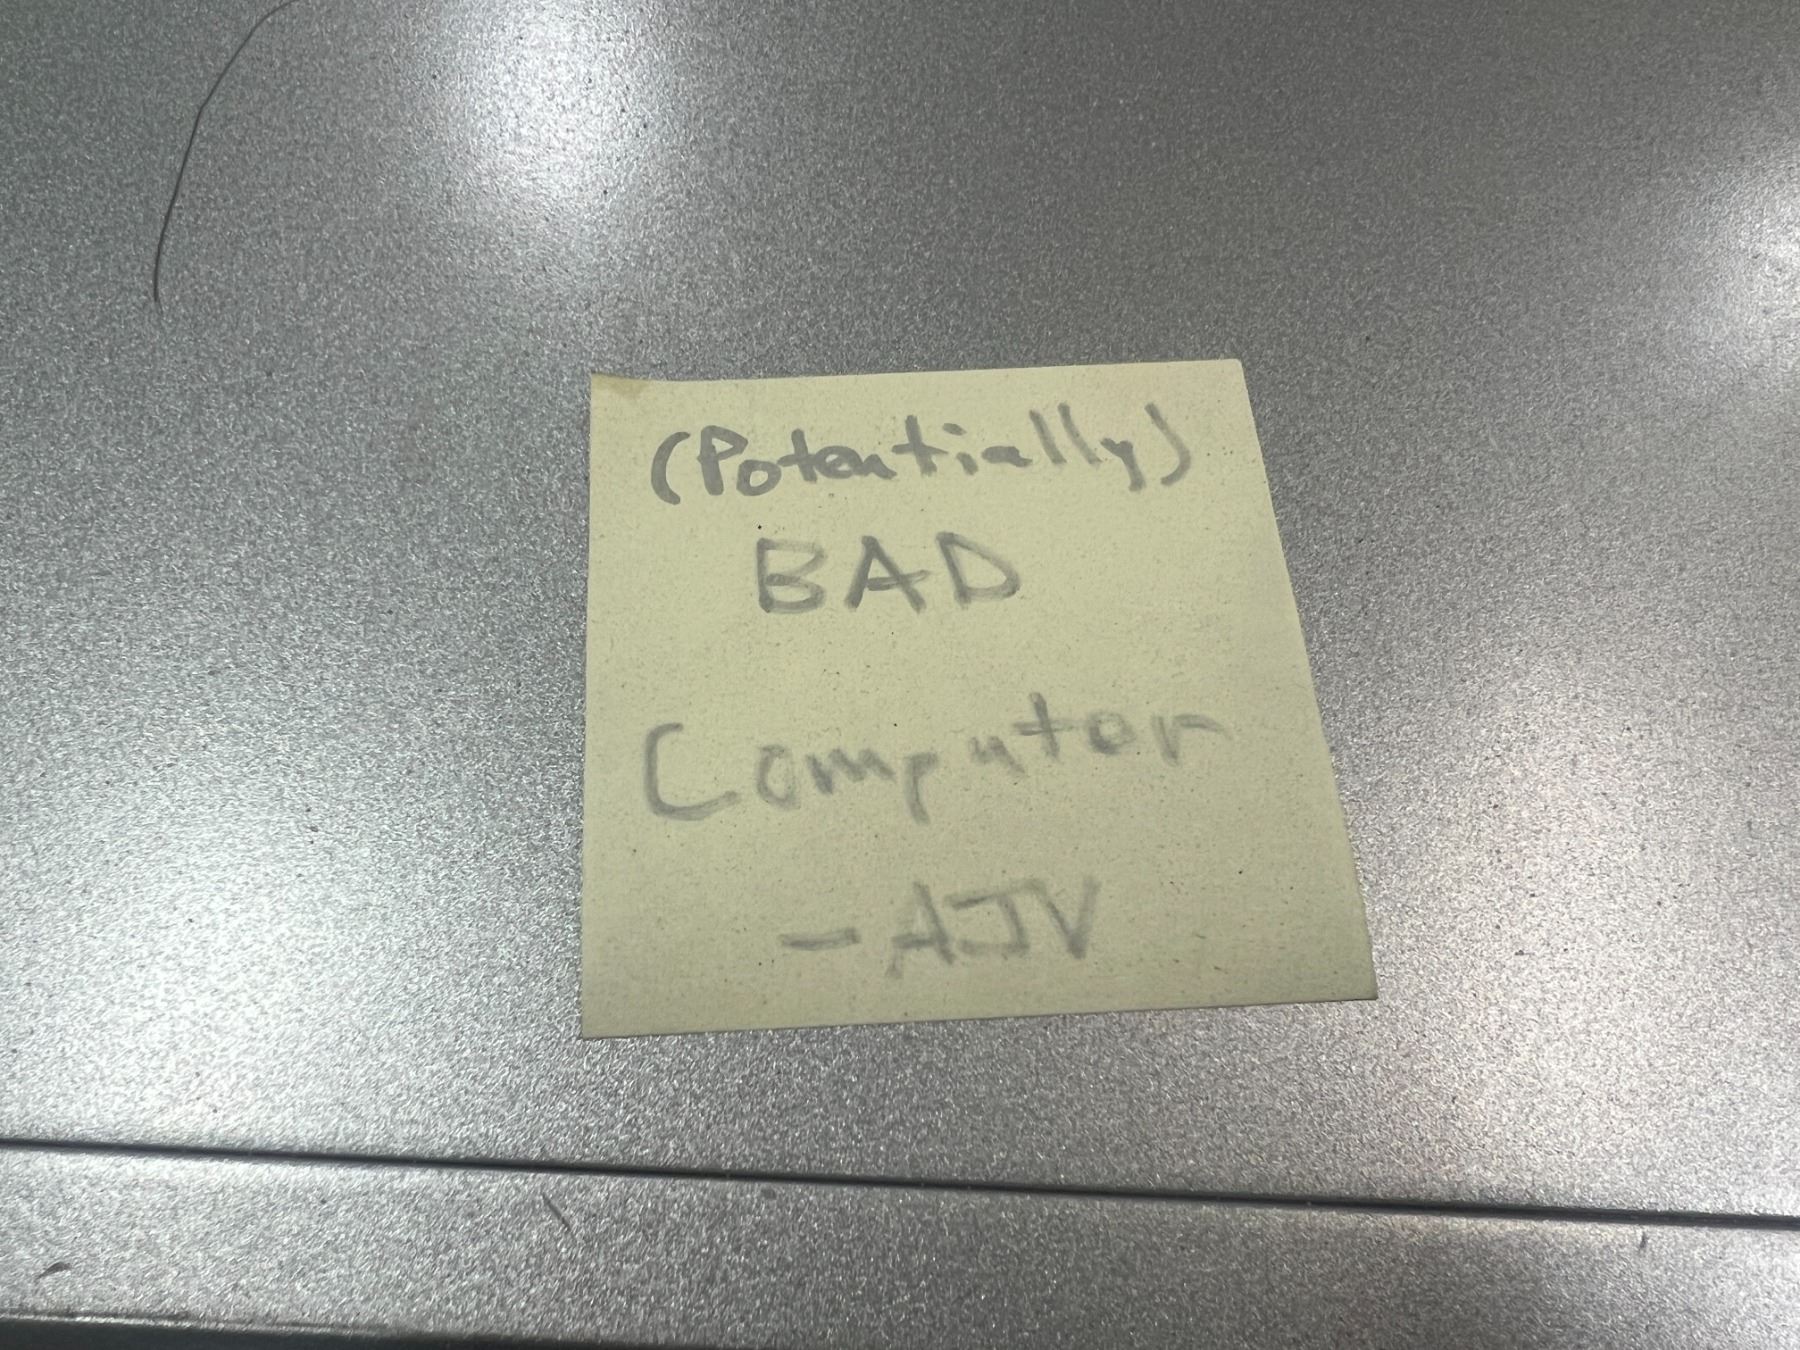 (Potentially)
BAD
Computer
-AJV